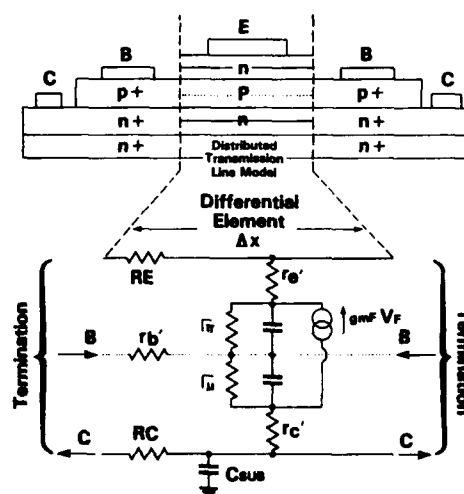 E
B B
C C
n
p+ P p+
n+ n n+
n+ n+
Distributed
Transmission
Line Model
Differential
Element
Δx
RE
re'
Termination
Termination
rπ
gmF VF
B rb' B
rμ
rc'
C RC C
CSUB